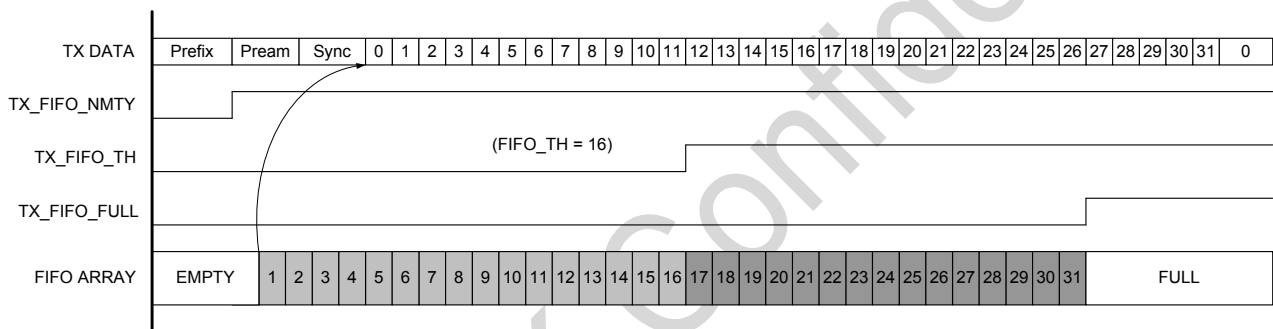 TX DATA Prefix Pream Sync 0 1 2 3 4 5 6 7 8 9 10 11 12 13 14 15 16 17 18 19 20 21 22 23 24 25 26 27 28 29 30 31 0
TX_FIFO_NMTY
(FIFO_TH = 16)
TX_FIFO_TH
TX_FIFO_FULL
FIFO ARRAY EMPTY 1 2 3 4 5 6 7 8 9 10 11 12 13 14 15 16 17 18 19 20 21 22 23 24 25 26 27 28 29 30 31 FULL